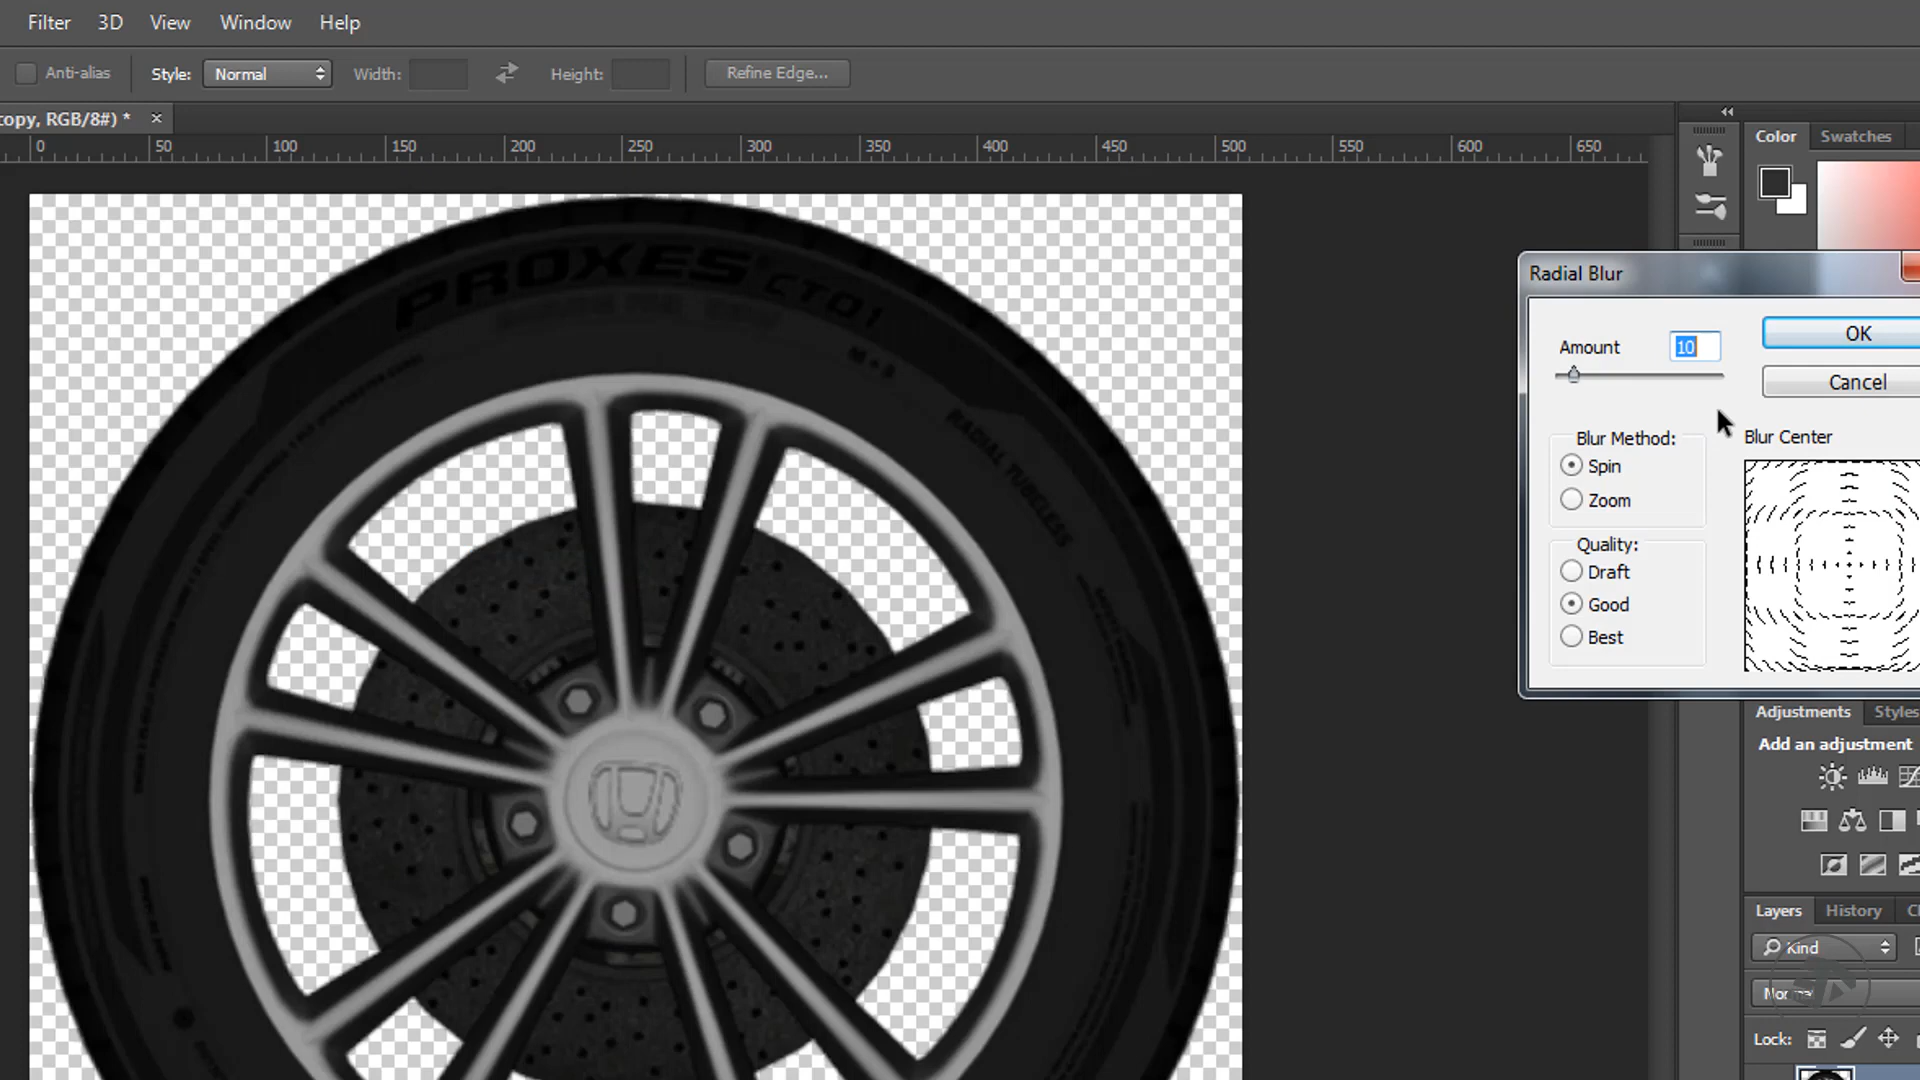 Filter 3D View Window Help
Anti-alias Style: Normal Width: Height: Refine Edge...
copy, RGB/8#) * ×
0 50 100 150 200 250 300 350 400 450 500 550 600 650
Color Swatches
PROXES CT01
M+S
RADIAL TUBELESS
Radial Blur
Amount 10
OK
Cancel
Blur Method:
Spin
Zoom
Blur Center
Quality:
Draft
Good
Best
Adjustments Styles
Add an adjustment
Layers History
Kind
Lock: